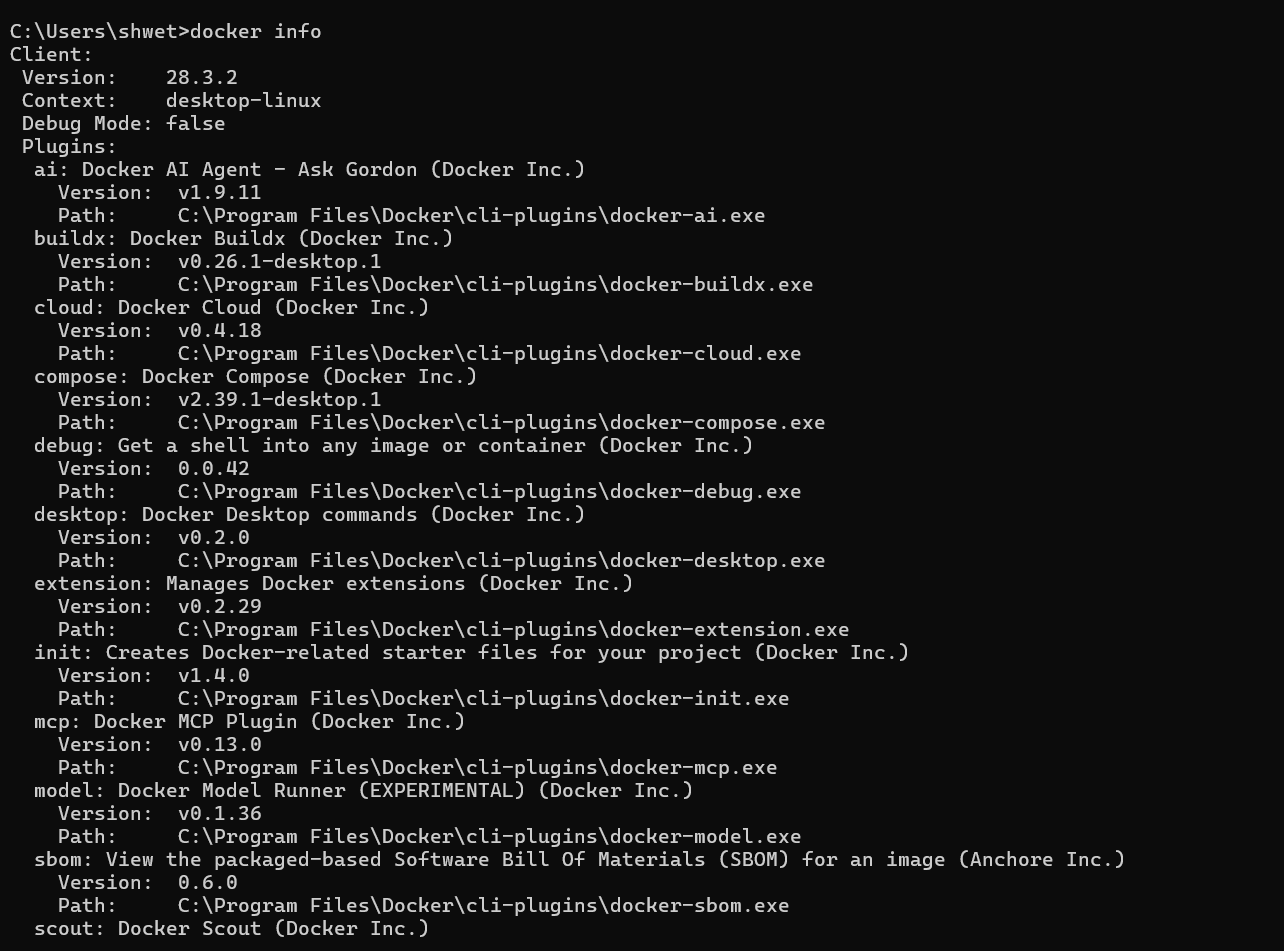 C:\Users\shwet>docker info
Client:
 Version:    28.3.2
 Context:    desktop-linux
 Debug Mode: false
 Plugins:
  ai: Docker AI Agent - Ask Gordon (Docker Inc.)
    Version:  v1.9.11
    Path:     C:\Program Files\Docker\cli-plugins\docker-ai.exe
  buildx: Docker Buildx (Docker Inc.)
    Version:  v0.26.1-desktop.1
    Path:     C:\Program Files\Docker\cli-plugins\docker-buildx.exe
  cloud: Docker Cloud (Docker Inc.)
    Version:  v0.4.18
    Path:     C:\Program Files\Docker\cli-plugins\docker-cloud.exe
  compose: Docker Compose (Docker Inc.)
    Version:  v2.39.1-desktop.1
    Path:     C:\Program Files\Docker\cli-plugins\docker-compose.exe
  debug: Get a shell into any image or container (Docker Inc.)
    Version:  0.0.42
    Path:     C:\Program Files\Docker\cli-plugins\docker-debug.exe
  desktop: Docker Desktop commands (Docker Inc.)
    Version:  v0.2.0
    Path:     C:\Program Files\Docker\cli-plugins\docker-desktop.exe
  extension: Manages Docker extensions (Docker Inc.)
    Version:  v0.2.29
    Path:     C:\Program Files\Docker\cli-plugins\docker-extension.exe
  init: Creates Docker-related starter files for your project (Docker Inc.)
    Version:  v1.4.0
    Path:     C:\Program Files\Docker\cli-plugins\docker-init.exe
  mcp: Docker MCP Plugin (Docker Inc.)
    Version:  v0.13.0
    Path:     C:\Program Files\Docker\cli-plugins\docker-mcp.exe
  model: Docker Model Runner (EXPERIMENTAL) (Docker Inc.)
    Version:  v0.1.36
    Path:     C:\Program Files\Docker\cli-plugins\docker-model.exe
  sbom: View the packaged-based Software Bill Of Materials (SBOM) for an image (Anchore Inc.)
    Version:  0.6.0
    Path:     C:\Program Files\Docker\cli-plugins\docker-sbom.exe
  scout: Docker Scout (Docker Inc.)